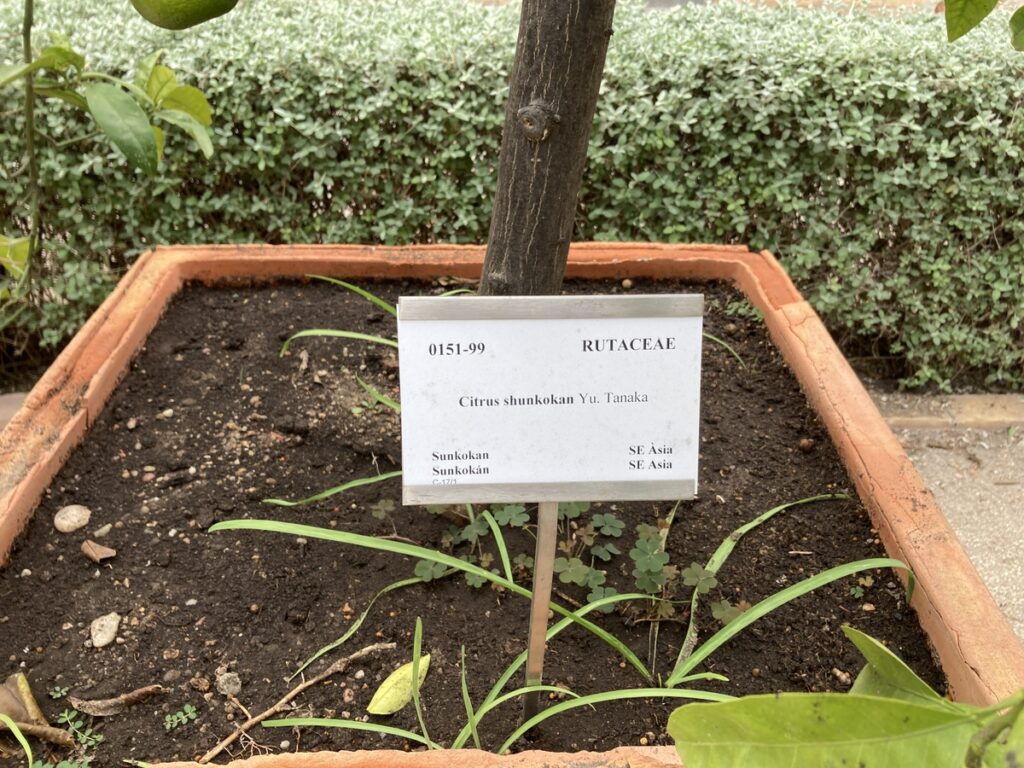 0151-99 RUTACEAE
Citrus shunkokan Yu. Tanaka
Sunkokan SE Àsia
Sunkokán SE Asia
C-17/1